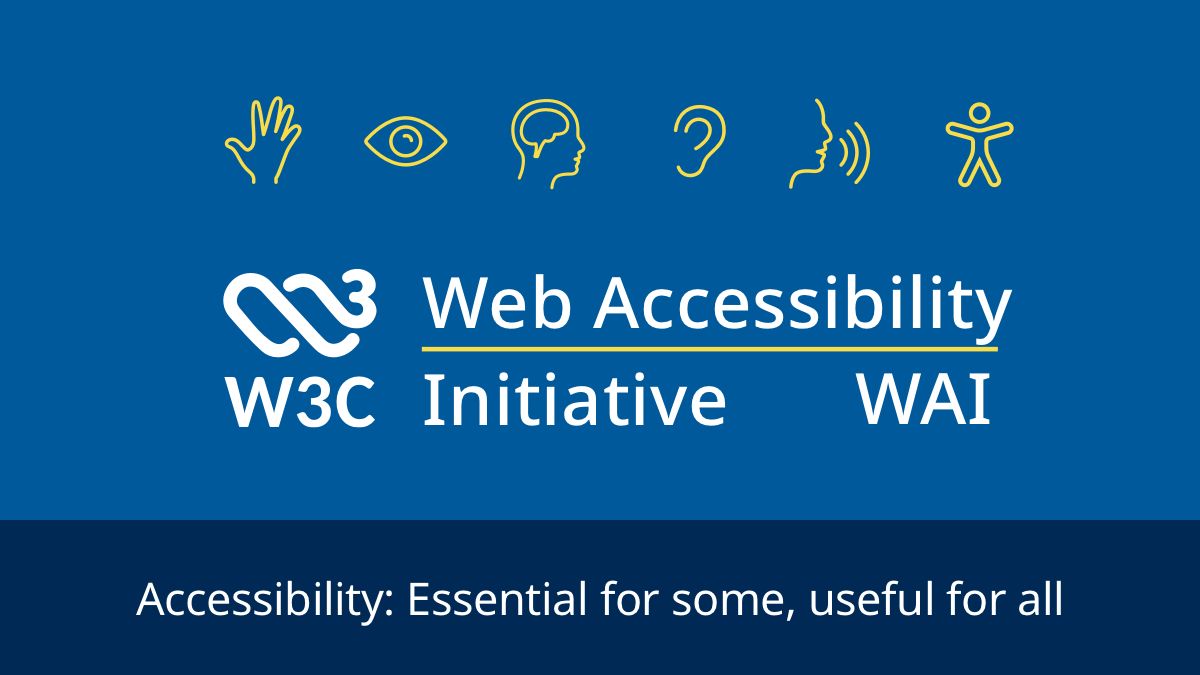 W3C
Web Accessibility
Initiative WAI
Accessibility: Essential for some, useful for all